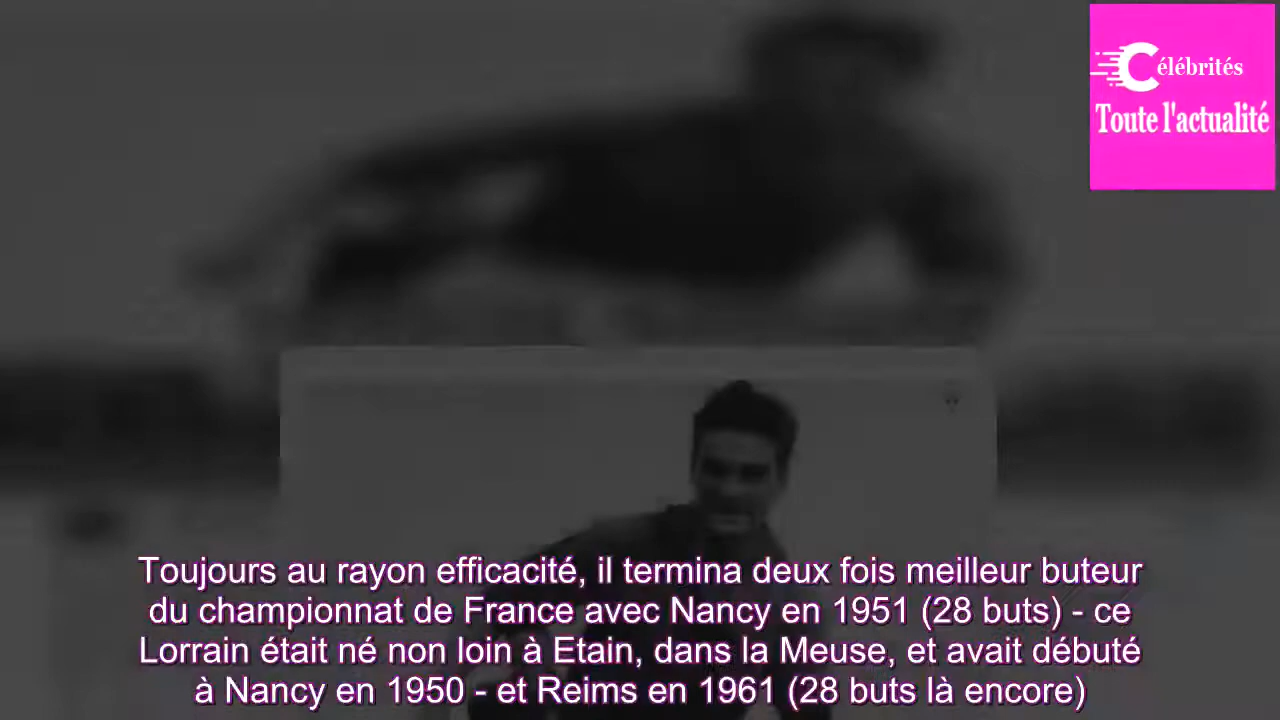 Célébrités
Toute l'actualité
Toujours au rayon efficacité, il termina deux fois meilleur buteur
du championnat de France avec Nancy en 1951 (28 buts) - ce
Lorrain était né non loin à Etain, dans la Meuse, et avait débuté
à Nancy en 1950 - et Reims en 1961 (28 buts là encore)